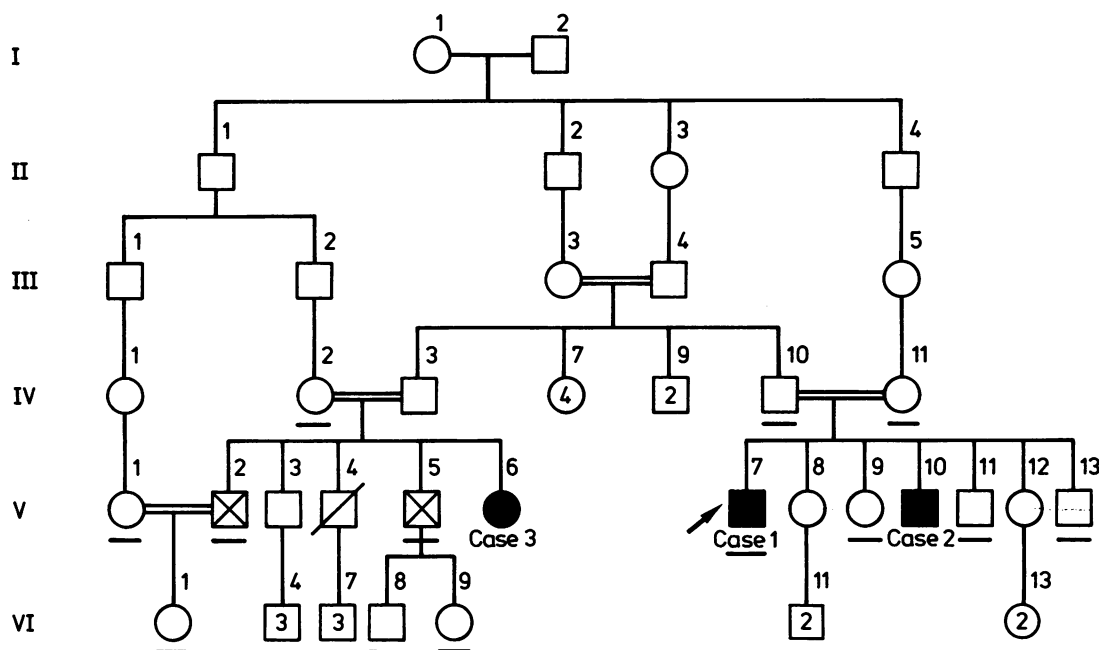 1 2
I
1 2 3 4
II
1 2 3 4 5
III
1 2 3 7 9 10 11
IV 4 2
1 2 3 4 5 6 7 8 9 10 11 12 13
V
Case 3 Case 1 Case 2
1 4 7 8 9 11 13
VI 3 3 2 2